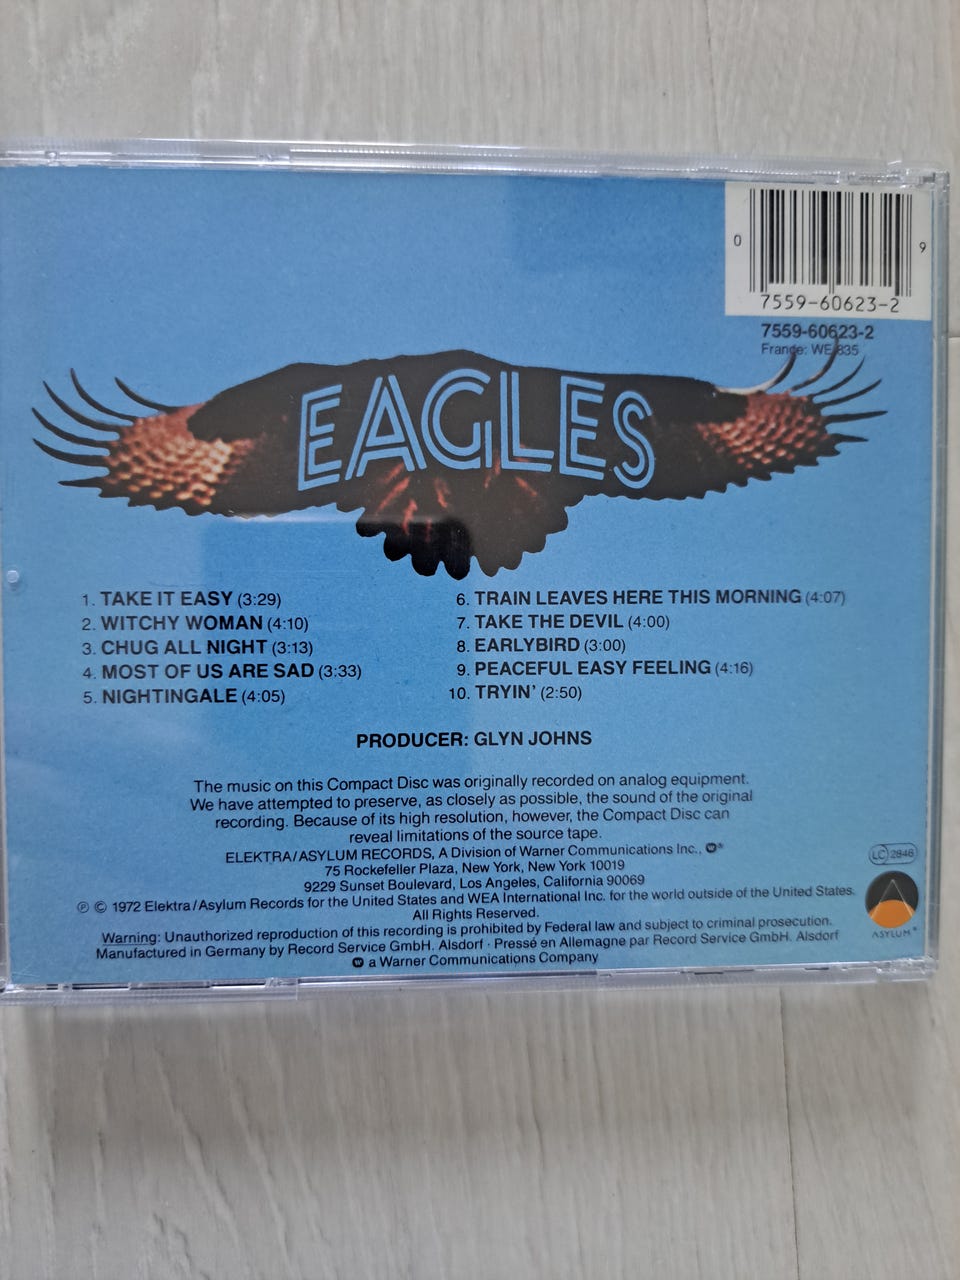 0 9
7559-60623-2
7559-60623-2
France: WE 835
EAGLES
1. TAKE IT EASY (3:29)
2. WITCHY WOMAN (4:10)
3. CHUG ALL NIGHT (3:13)
4. MOST OF US ARE SAD (3:33)
5. NIGHTINGALE (4:05)
6. TRAIN LEAVES HERE THIS MORNING (4:07)
7. TAKE THE DEVIL (4:00)
8. EARLYBIRD (3:00)
9. PEACEFUL EASY FEELING (4:16)
10. TRYIN' (2:50)
PRODUCER: GLYN JOHNS
The music on this Compact Disc was originally recorded on analog equipment.
We have attempted to preserve, as closely as possible, the sound of the original
recording. Because of its high resolution, however, the Compact Disc can
reveal limitations of the source tape.
ELEKTRA/ASYLUM RECORDS, A Division of Warner Communications Inc., ®
75 Rockefeller Plaza, New York, New York 10019
9229 Sunset Boulevard, Los Angeles, California 90069
℗ © 1972 Elektra/Asylum Records for the United States and WEA International Inc. for the world outside of the United States.
All Rights Reserved.
Warning: Unauthorized reproduction of this recording is prohibited by Federal law and subject to criminal prosecution.
Manufactured in Germany by Record Service GmbH. Alsdorf · Pressé en Allemagne par Record Service GmbH. Alsdorf
a Warner Communications Company
LC 2846
ASYLUM®